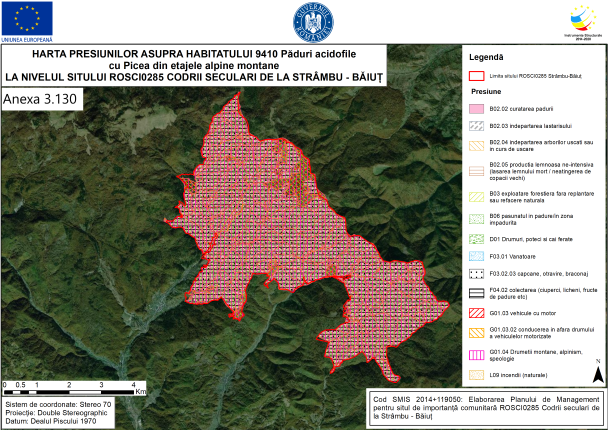 UNIUNEA EUROPEANĂ
GUVERNUL ROMÂNIEI
Instrumente Structurale
2014-2020
HARTA PRESIUNILOR ASUPRA HABITATULUI 9410 Păduri acidofile
cu Picea din etajele alpine montane
LA NIVELUL SITULUI ROSCI0285 CODRII SECULARI DE LA STRÂMBU - BĂIUȚ
Anexa 3.130
Legendă
Limita sitului ROSCI0285 Strâmbu-Băiuț
Presiune
B02.02 curatarea padurii
B02.03 indepartarea lastarisului
B02.04 indepartarea arborilor uscati sau
in curs de uscare
B02.05 productia lemnoasa ne-intensiva
(lasarea lemnului mort / neatingerea de
copacii vechi)
B03 exploatare forestiera fara replantare
sau refacere naturala
B06 pasunatul in padure/in zona
impadurita
D01 Drumuri, poteci si cai ferate
F03.01 Vanatoare
F03.02.03 capcane, otravire, braconaj
F04.02 colectarea (ciuperci, licheni, fructe
de padure etc)
G01.03 vehicule cu motor
G01.03.02 conducerea in afara drumului
a vehiculelor motorizate
G01.04 Drumetii montane, alpinism,
speologie
L09 incendii (naturale)
N
0 0.5 1 2 3 4
Km
Sistem de coordonate: Stereo 70
Proiecție: Double Stereographic
Datum: Dealul Piscului 1970
Cod SMIS 2014+119050: Elaborarea Planului de Management
pentru situl de importanță comunitară ROSCI0285 Codrii seculari de
la Strâmbu - Băiuț